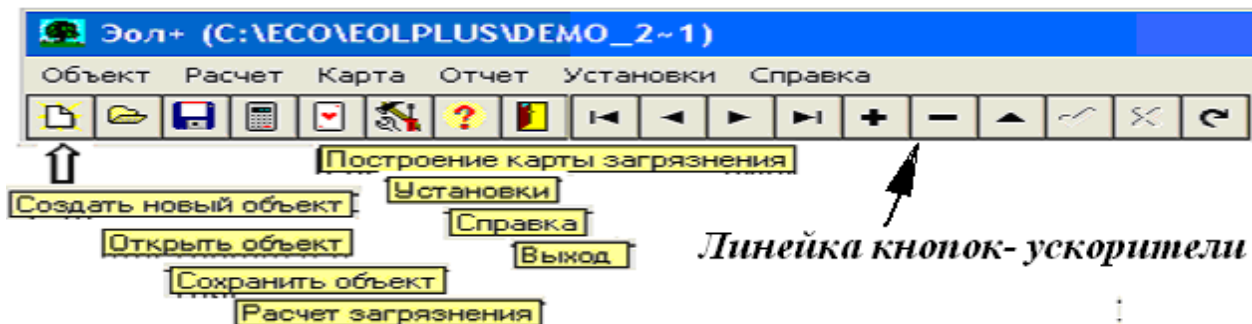 Эол+ (C:\ECO\EOLPLUS\DEMO_2~1)
Объект Расчет Карта Отчет Установки Справка
Построение карты загрязнения
Установки
Создать новый объект
Справка
Открыть объект
Выход
Линейка кнопок- ускорители
Сохранить объект
Расчет загрязнения